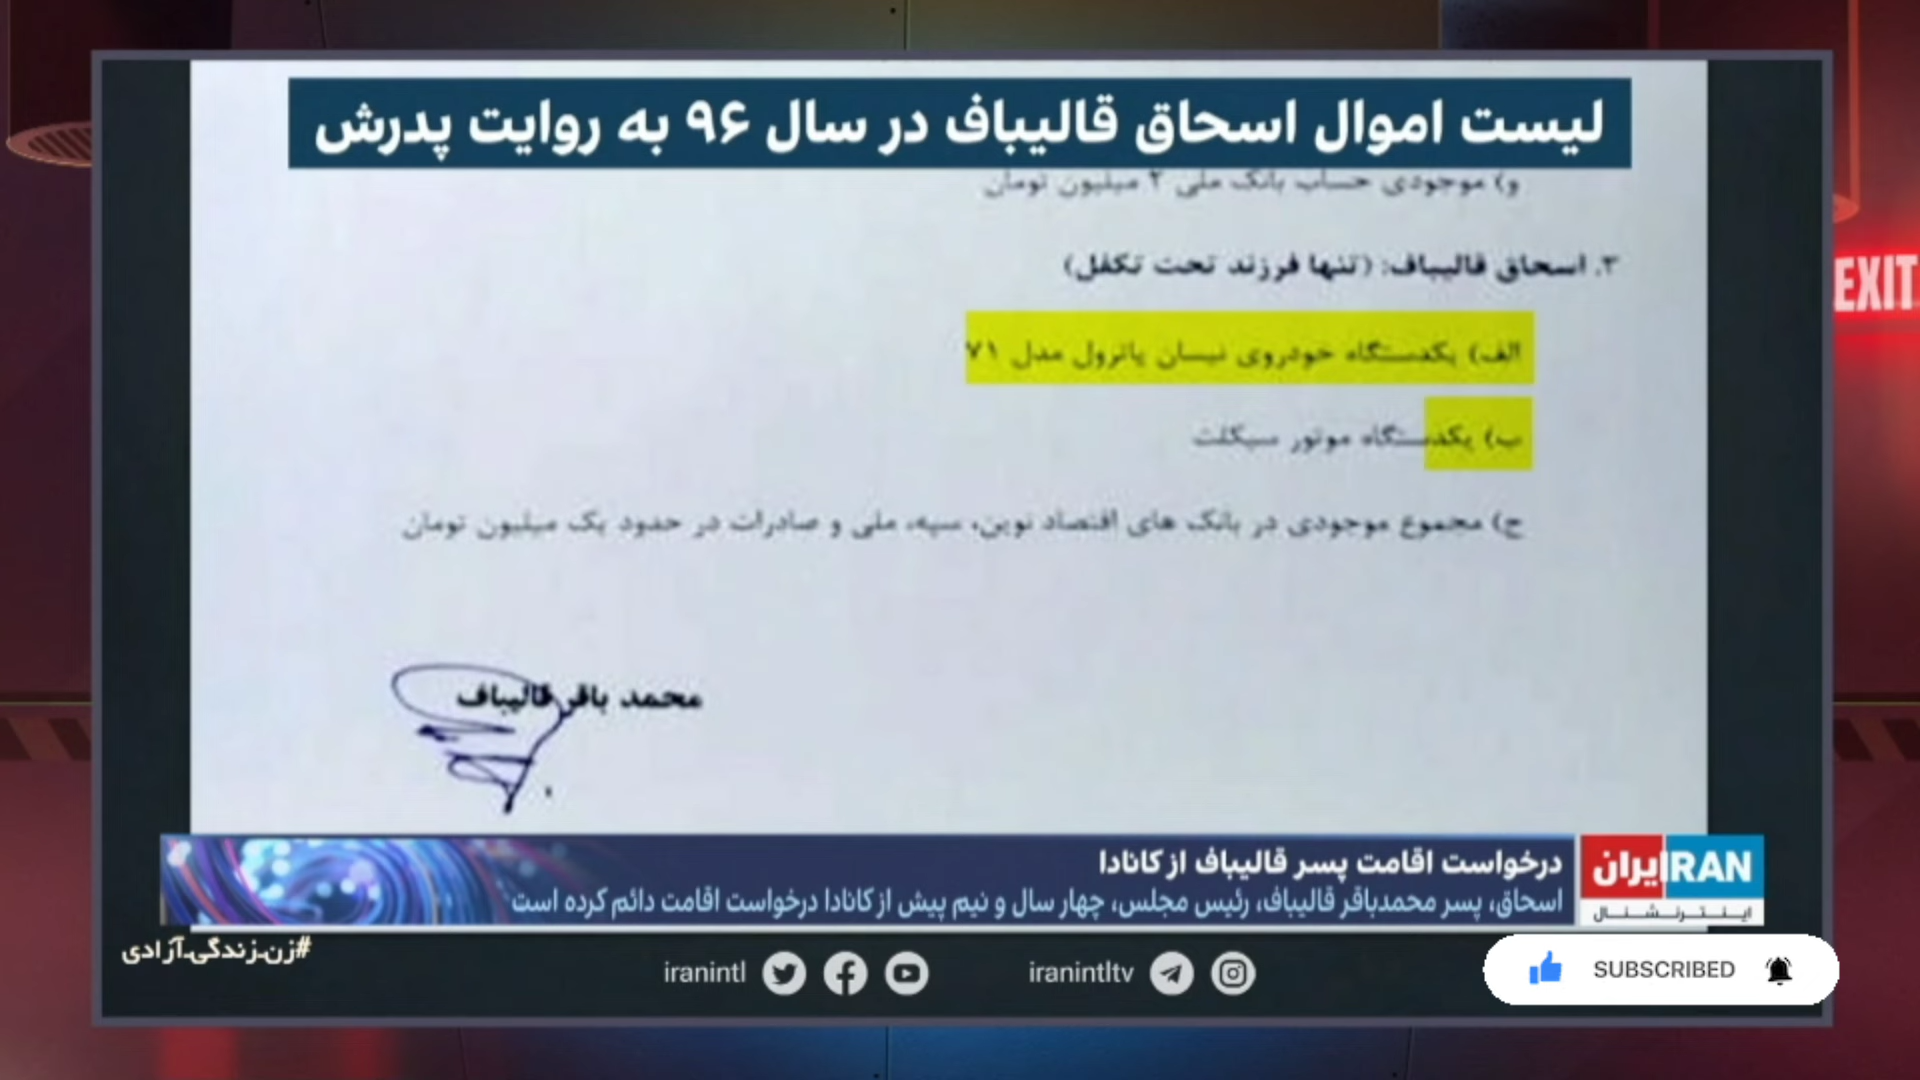 لیست اموال اسحاق قالیباف در سال ۹۶ به روایت پدرش
و) موجودی حساب بانک ملی ۲ میلیون تومان
۳. اسحاق قالیباف: (تنها فرزند تحت تکفل)
الف) یکدستگاه خودروی نیسان پاترول مدل ۷۱
ب) یکدستگاه موتور سیکلت
ج) مجموع موجودی در بانک های اقتصاد نوین، سپه، ملی و صادرات در حدود یک میلیون تومان
محمد باقر قالیباف
EXIT
درخواست اقامت پسر قالیباف از کانادا
اسحاق، پسر محمدباقر قالیباف، رئیس مجلس، چهار سال و نیم پیش از کانادا درخواست اقامت دائم کرده است
ایران IRAN
اینترنشنال
#زن_زندگی_آزادی
iranintl
iranintltv
SUBSCRIBED